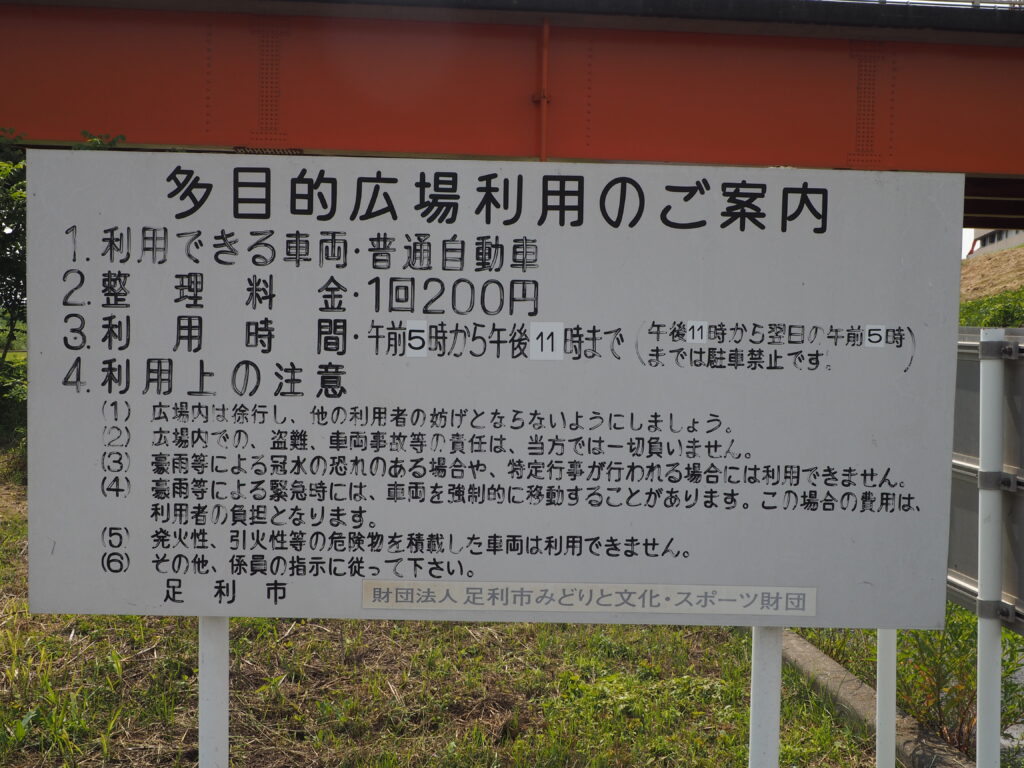 多目的広場利用のご案内
1. 利用できる車両・普通自動車
2. 整理料金・1回200円
3. 利用時間・午前5時から午後11時まで (午後11時から翌日の午前5時
までは駐車禁止です。)
4. 利用上の注意
(1) 広場内は徐行し、他の利用者の妨げとならないようにしましょう。
(2) 広場内での、盗難、車両事故等の責任は、当方では一切負いません。
(3) 豪雨等による冠水の恐れのある場合や、特定行事が行われる場合には利用できません。
(4) 豪雨等による緊急時には、車両を強制的に移動することがあります。この場合の費用は、
利用者の負担となります。
(5) 発火性、引火性等の危険物を積載した車両は利用できません。
(6) その他、係員の指示に従って下さい。
足利市 財団法人 足利市みどりと文化・スポーツ財団